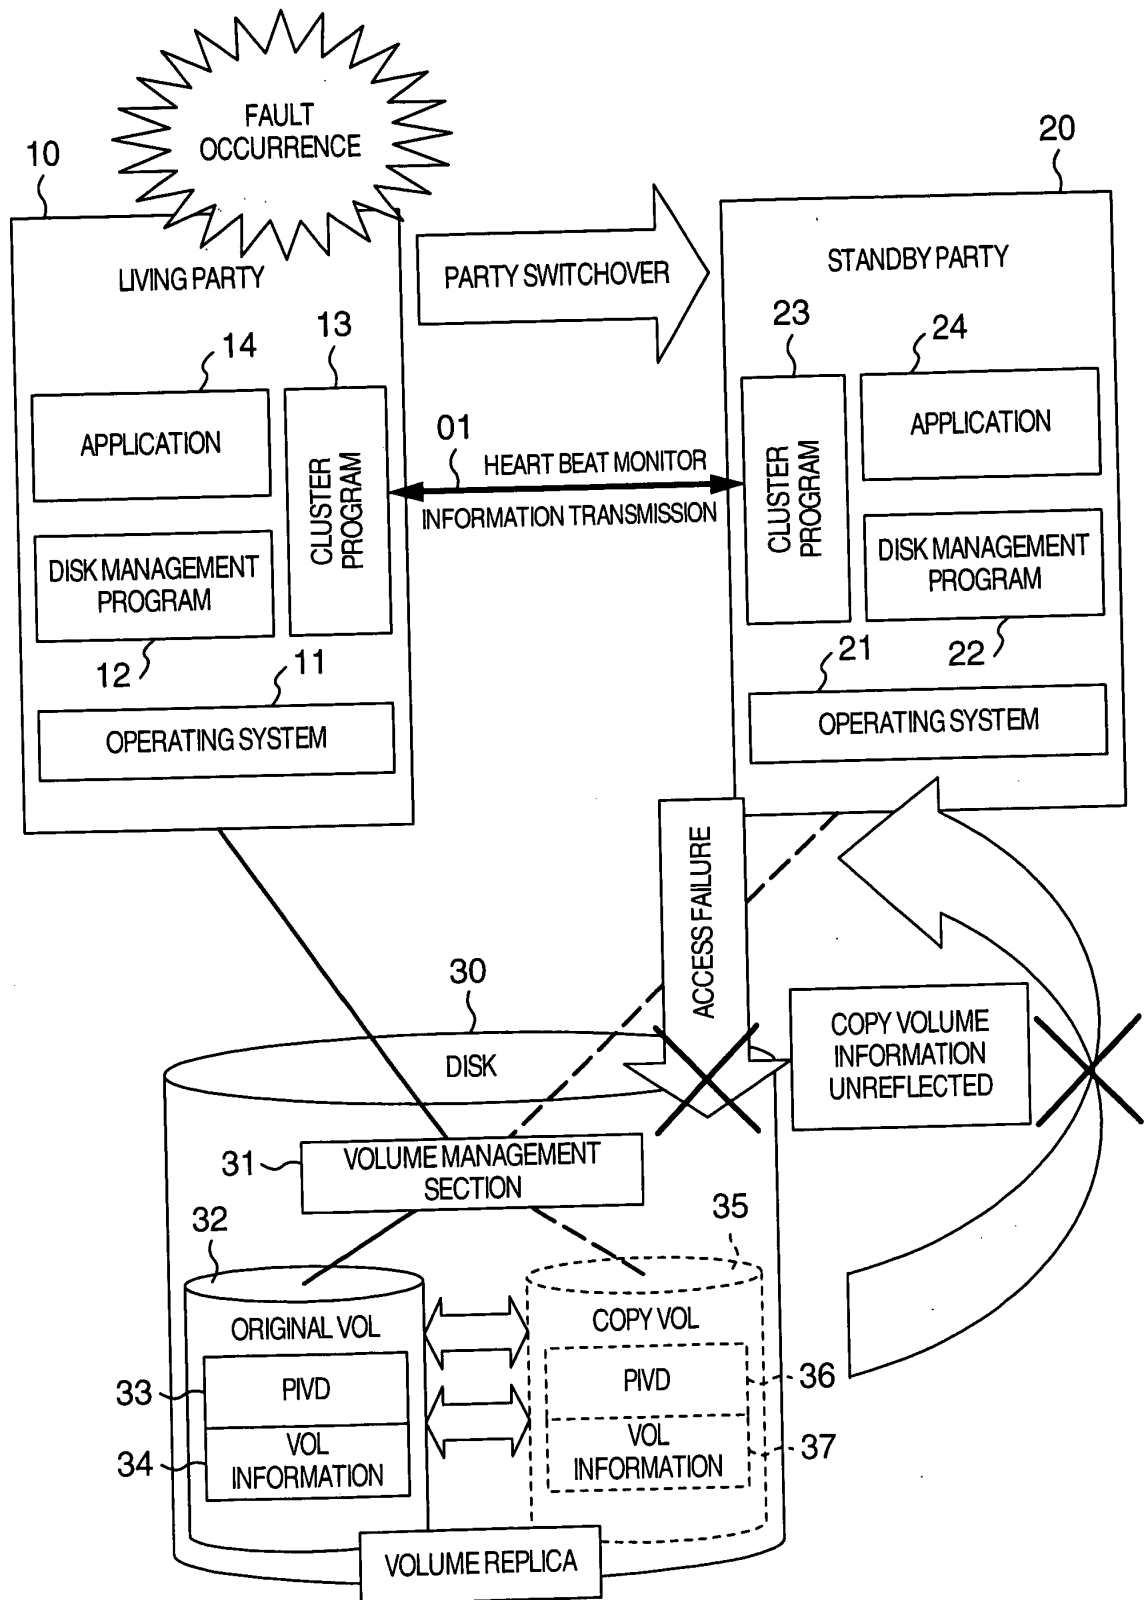 FAULT
OCCURRENCE
10
20
LIVING PARTY
PARTY SWITCHOVER
STANDBY PARTY
14
13
23
24
APPLICATION
CLUSTER
PROGRAM
01
HEART BEAT MONITOR
INFORMATION TRANSMISSION
CLUSTER
PROGRAM
APPLICATION
DISK MANAGEMENT
PROGRAM
DISK MANAGEMENT
PROGRAM
12
11
21
22
OPERATING SYSTEM
OPERATING SYSTEM
ACCESS FAILURE
30
DISK
COPY VOLUME
INFORMATION
UNREFLECTED
31
VOLUME MANAGEMENT
SECTION
32
35
ORIGINAL VOL
COPY VOL
33
PIVD
PIVD
36
34
VOL
INFORMATION
VOL
INFORMATION
37
VOLUME REPLICA